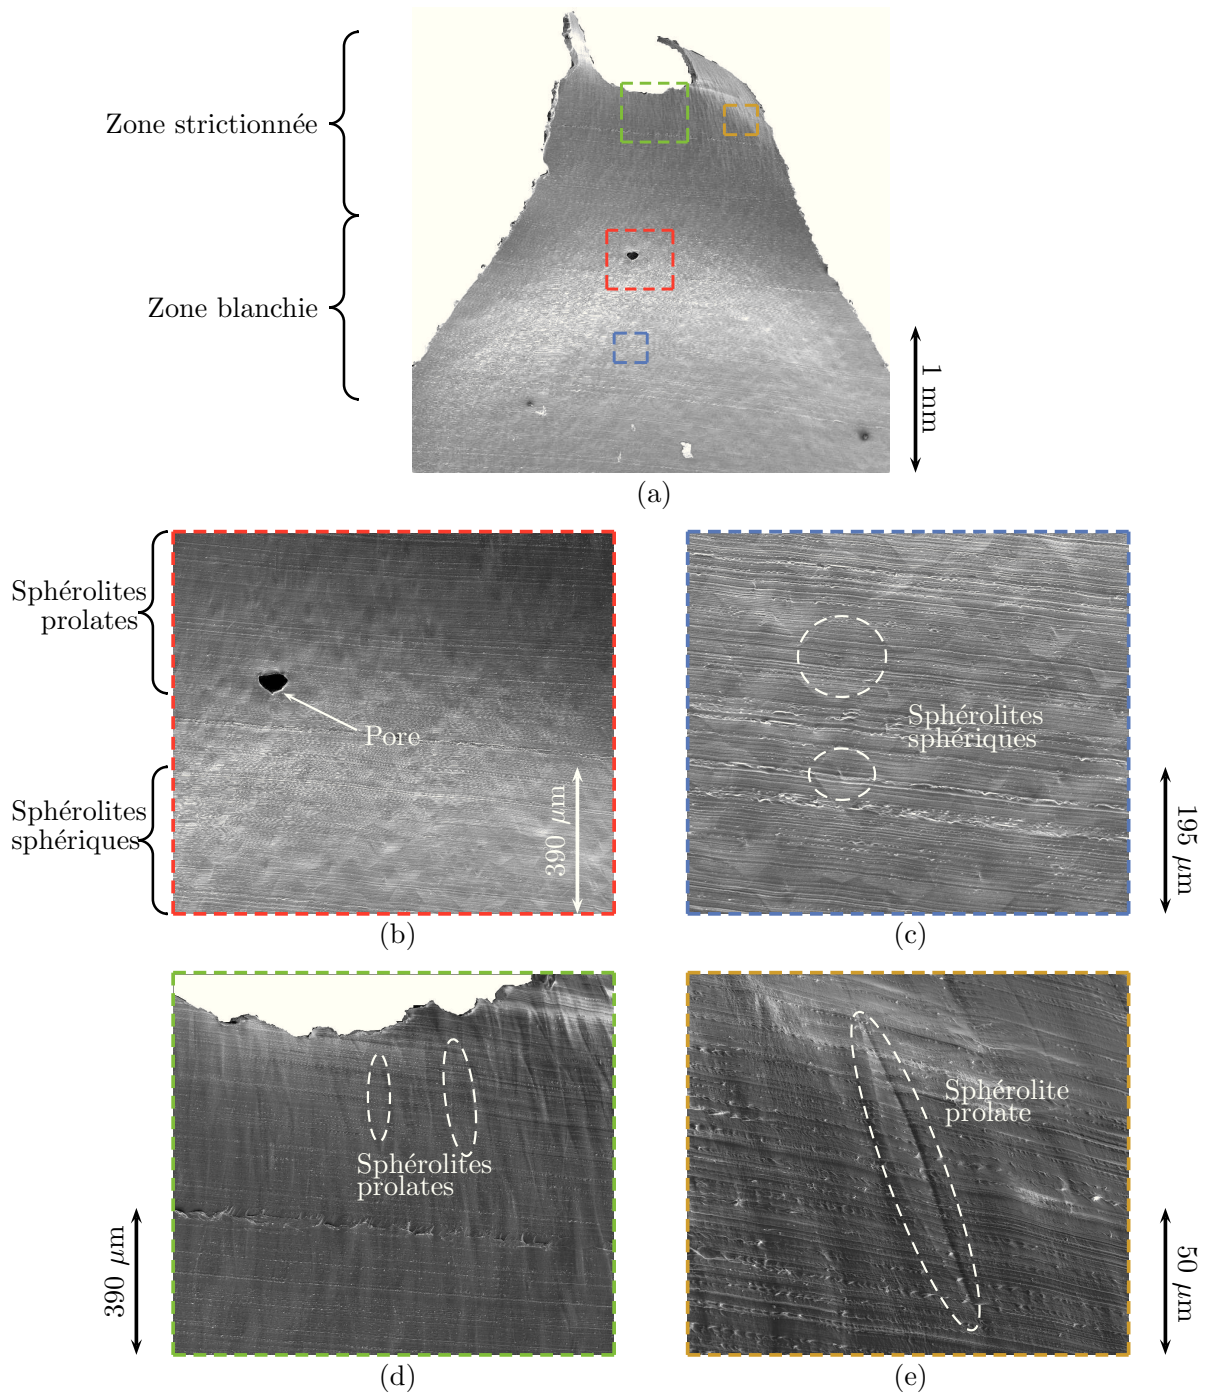 Zone strictionnée
Zone blanchie
1 mm
(a)
Sphérolites
prolates
Pore
Sphérolites
sphériques
390 μm
(b)
Sphérolites
sphériques
195 μm
(c)
Sphérolites
prolates
390 μm
(d)
Sphérolite
prolate
50 μm
(e)